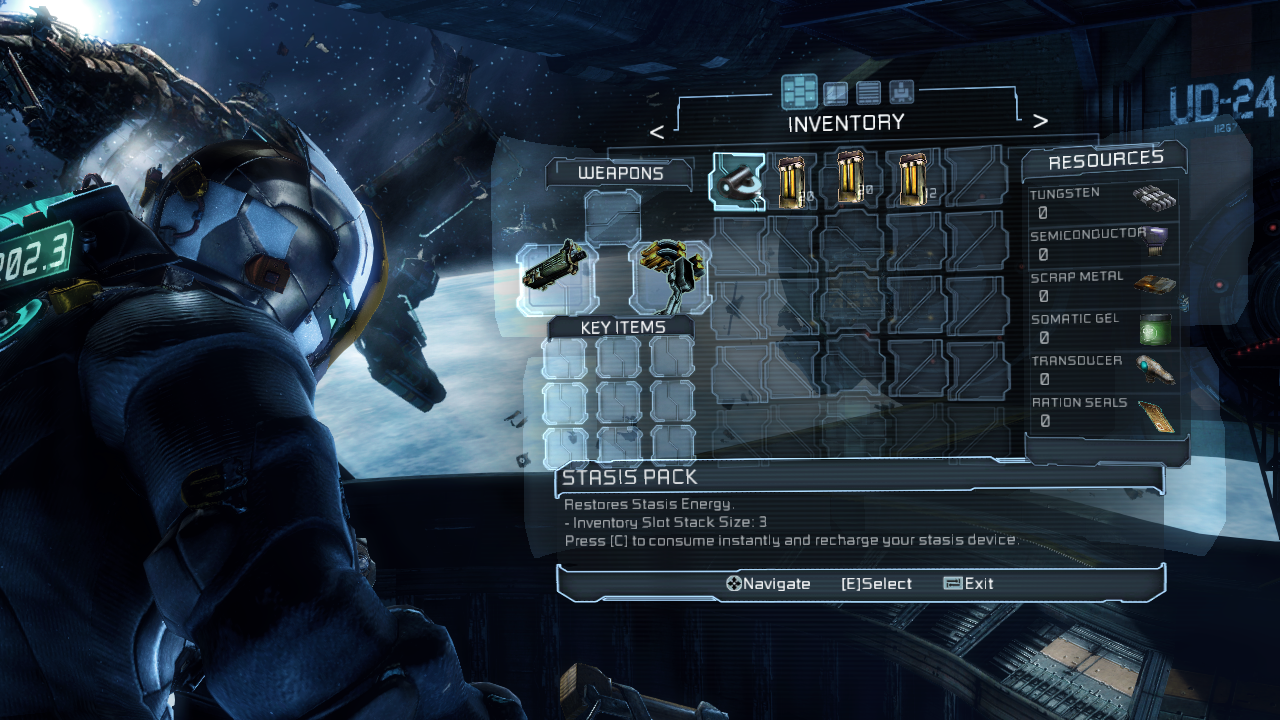 UD-24
INVENTORY
<
>
WEAPONS
RESOURCES
20
12
TUNGSTEN
0
SEMICONDUCTOR
0
SCRAP METAL
0
SOMATIC GEL
0
TRANSDUCER
0
RATION SEALS
0
202.3
KEY ITEMS
STASIS PACK
Restores Stasis Energy.
- Inventory Slot Stack Size: 3
Press [C] to consume instantly and recharge your stasis device.
Navigate [E]Select Exit